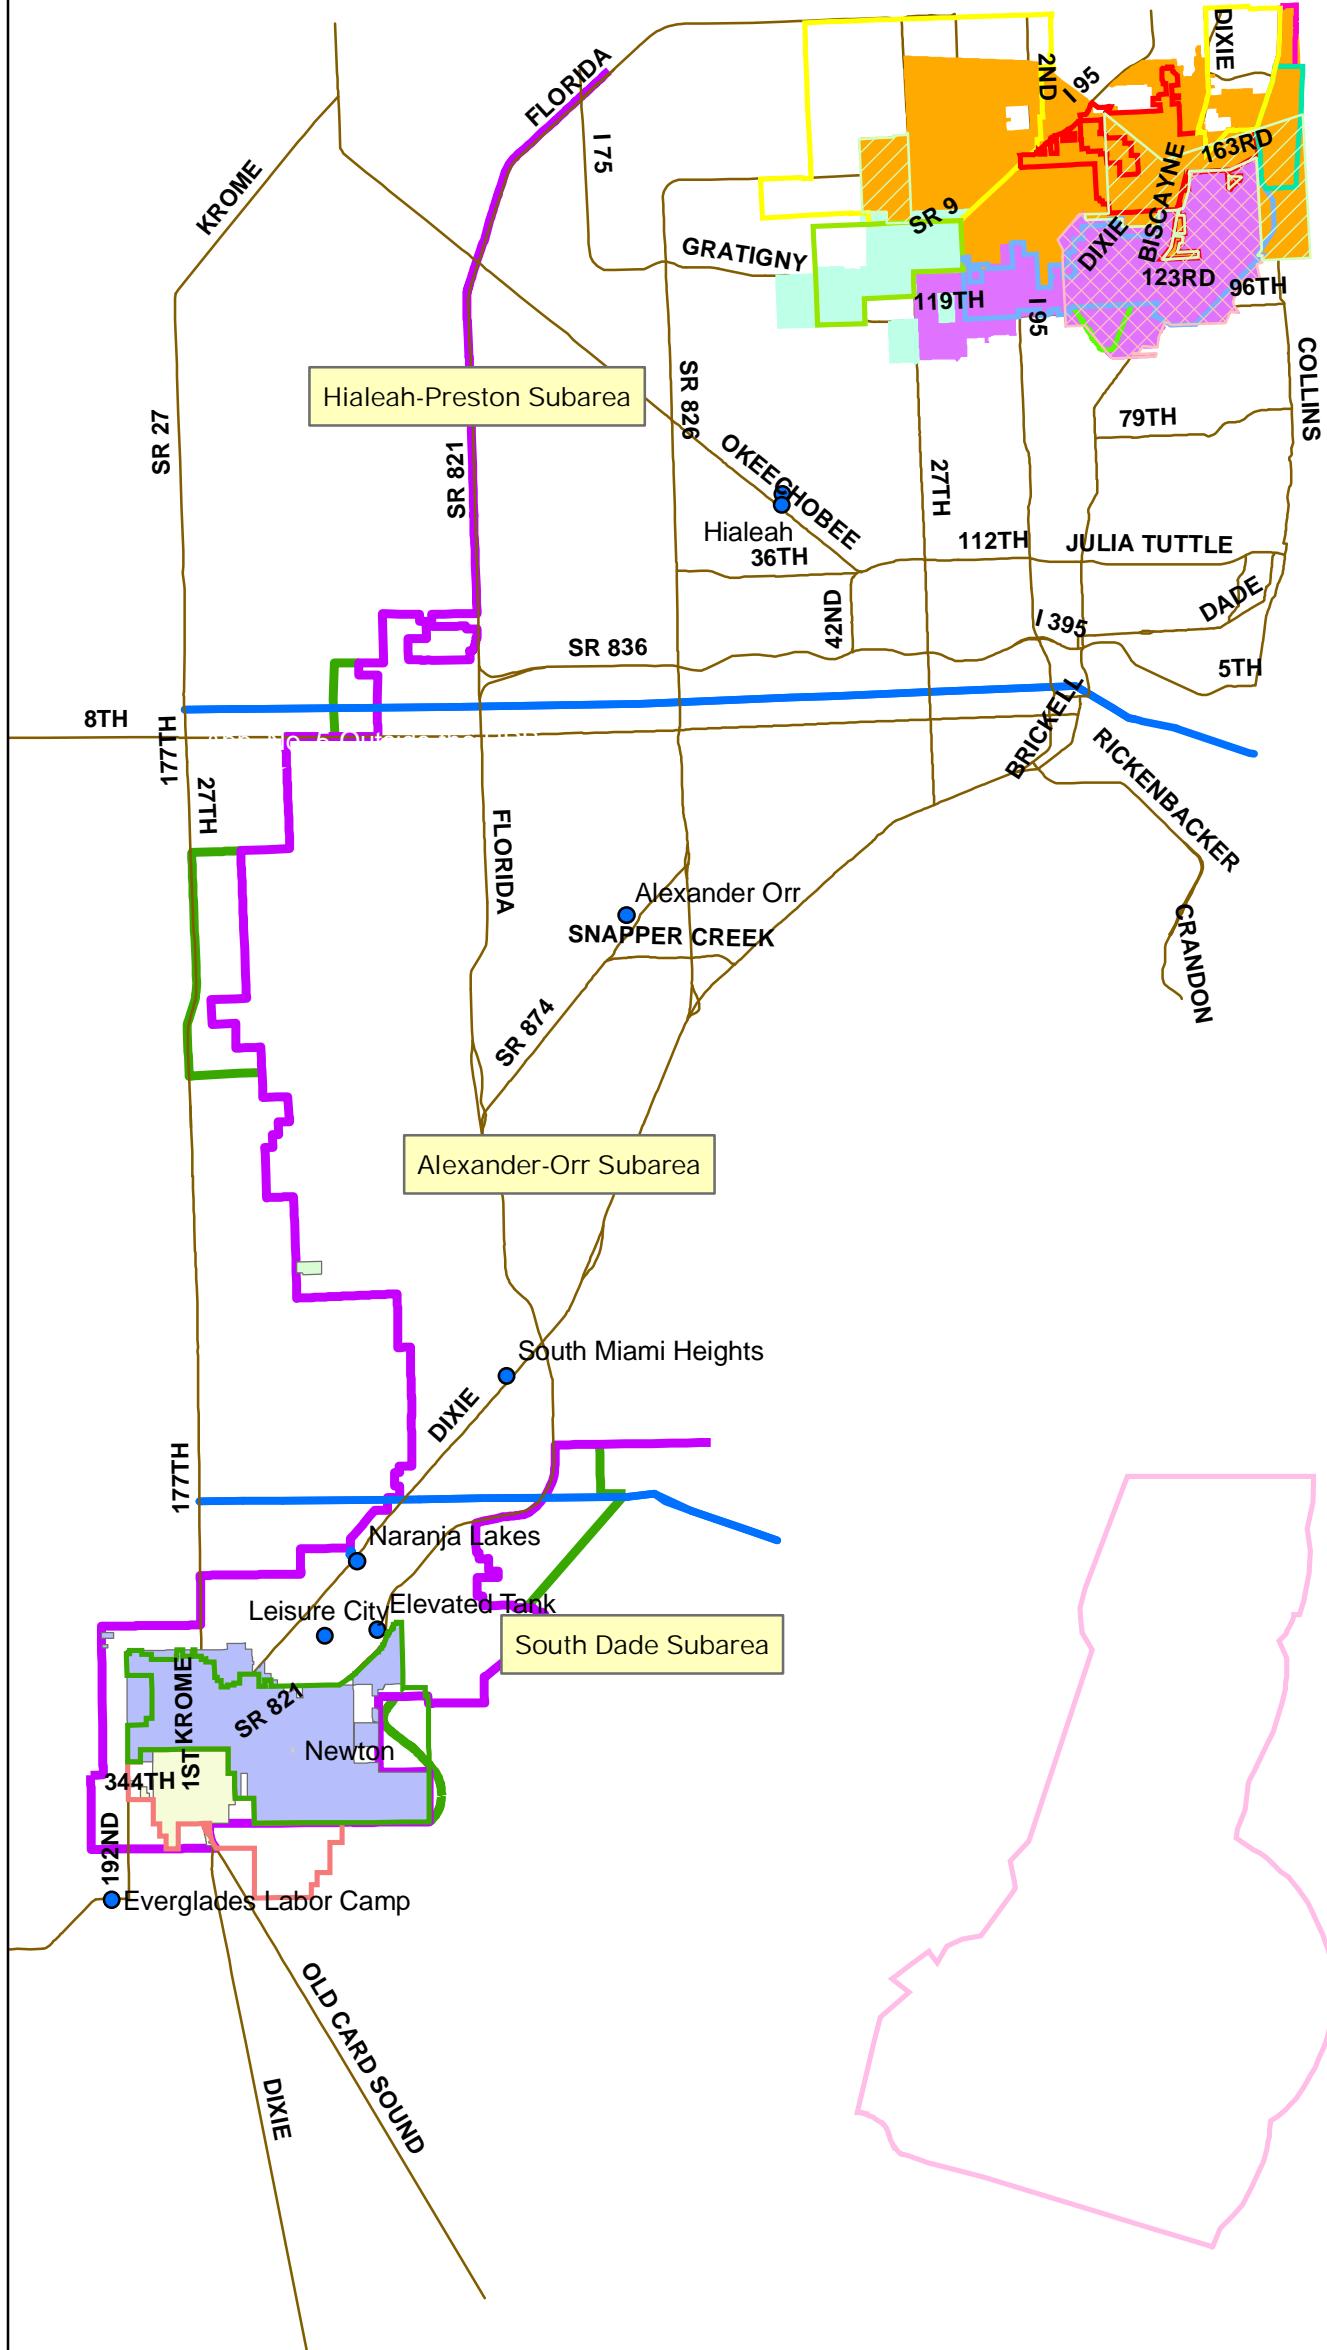 DIXIE
2ND
I 95
FLORIDA
I 75
163RD
KROME
BISCAYNE
SR 9
DIXIE
GRATIGNY
123RD
96TH
119TH
I 95
Hialeah-Preston Subarea
SR 826
COLLINS
79TH
SR 27
SR 821
OKEECHOBEE
27TH
Hialeah
36TH
112TH
JULIA TUTTLE
DADE
42ND
I 395
SR 836
5TH
8TH
177TH
BRICKELL
RICKENBACKER
27TH
FLORIDA
Alexander Orr
SNAPPER CREEK
CRANDON
SR 874
Alexander-Orr Subarea
South Miami Heights
DIXIE
177TH
Naranja Lakes
Leisure City
Elevated Tank
South Dade Subarea
KROME
SR 821
Newton
1ST
344TH
192ND
Everglades Labor Camp
OLD CARD SOUND
DIXIE